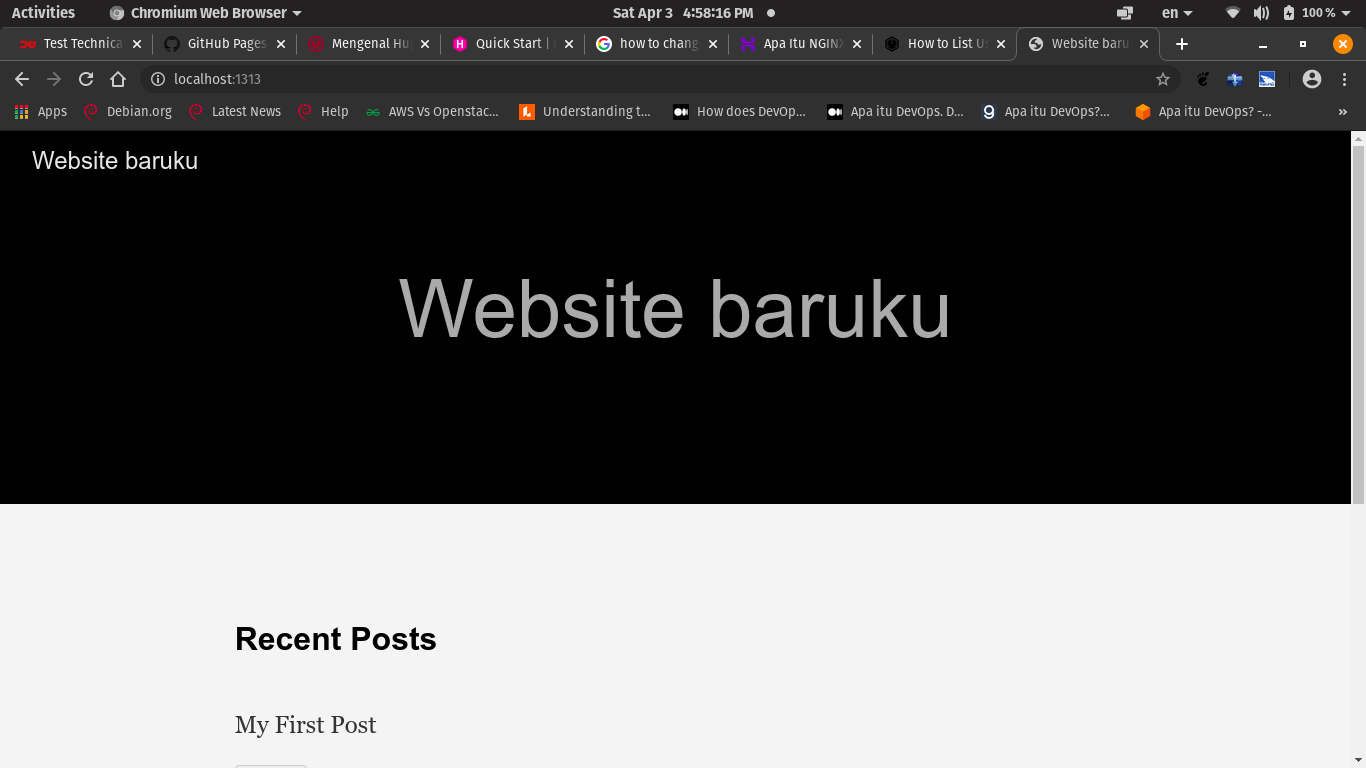 Activities Chromium Web Browser Sat Apr 3 4:58:16 PM en 100 %
Test Technica GitHub Pages Mengenal Hu Quick Start | how to chang Apa Itu NGINX How to List Us Website baru
localhost:1313
Apps Debian.org Latest News Help AWS Vs Openstac... Understanding t... How does DevOp... Apa itu DevOps. D... Apa itu DevOps?... Apa itu DevOps? -... »
Website baruku
Website baruku
Recent Posts
My First Post